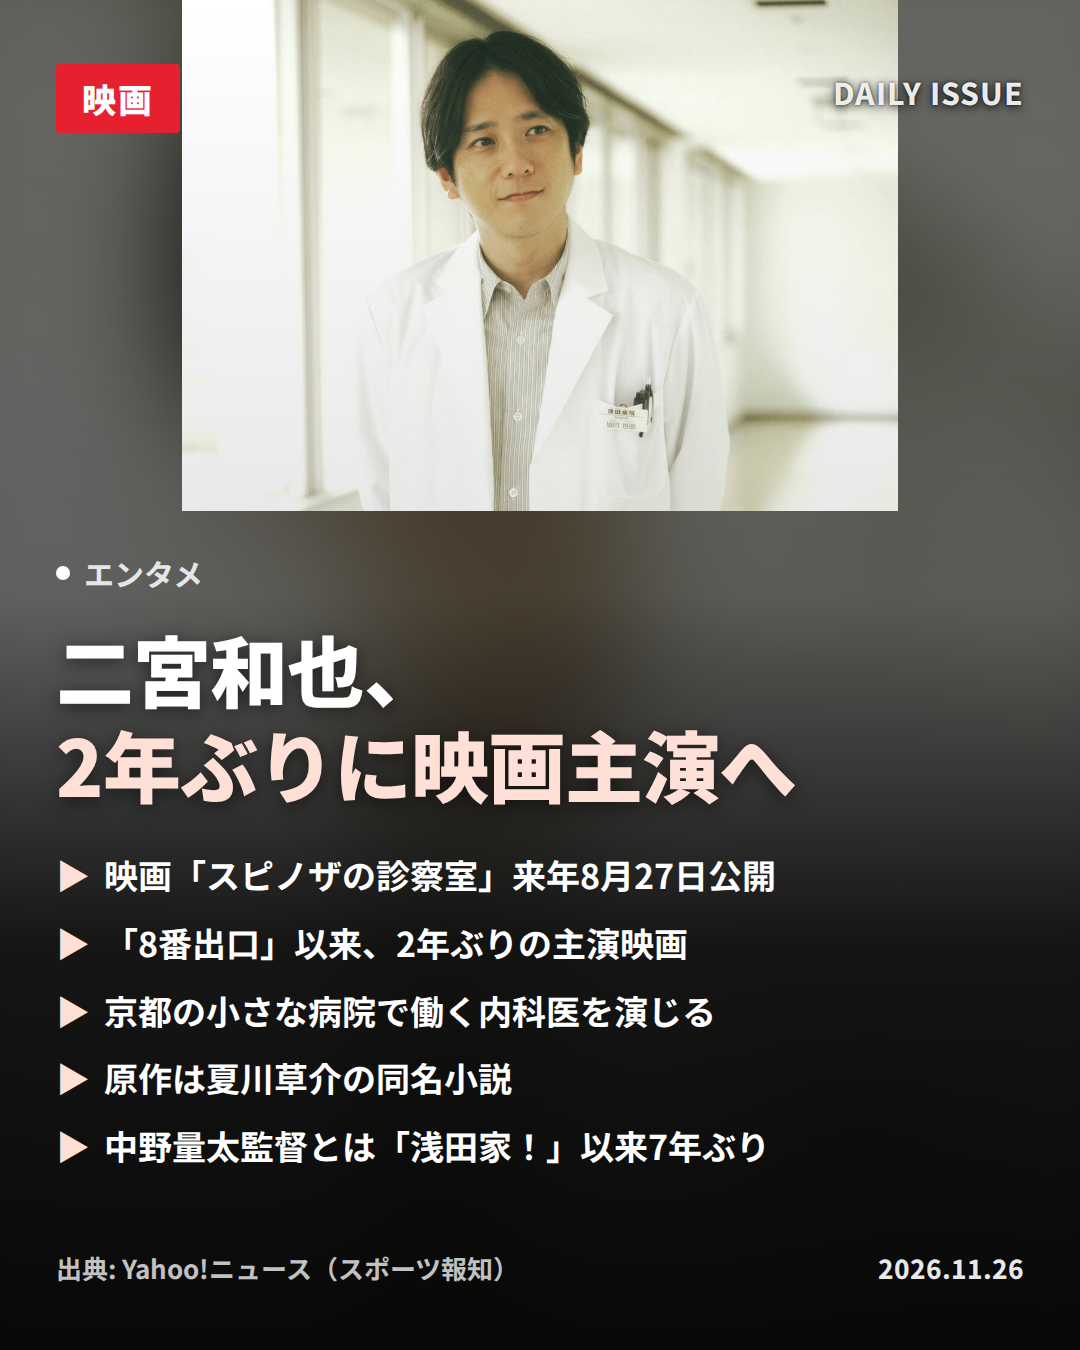 映画
DAILY ISSUE
エンタメ
二宮和也、
2年ぶりに映画主演へ
▶ 映画「スピノザの診察室」来年8月27日公開
▶ 「8番出口」以来、2年ぶりの主演映画
▶ 京都の小さな病院で働く内科医を演じる
▶ 原作は夏川草介の同名小説
▶ 中野量太監督とは「浅田家！」以来7年ぶり
出典: Yahoo!ニュース（スポーツ報知）
2026.11.26